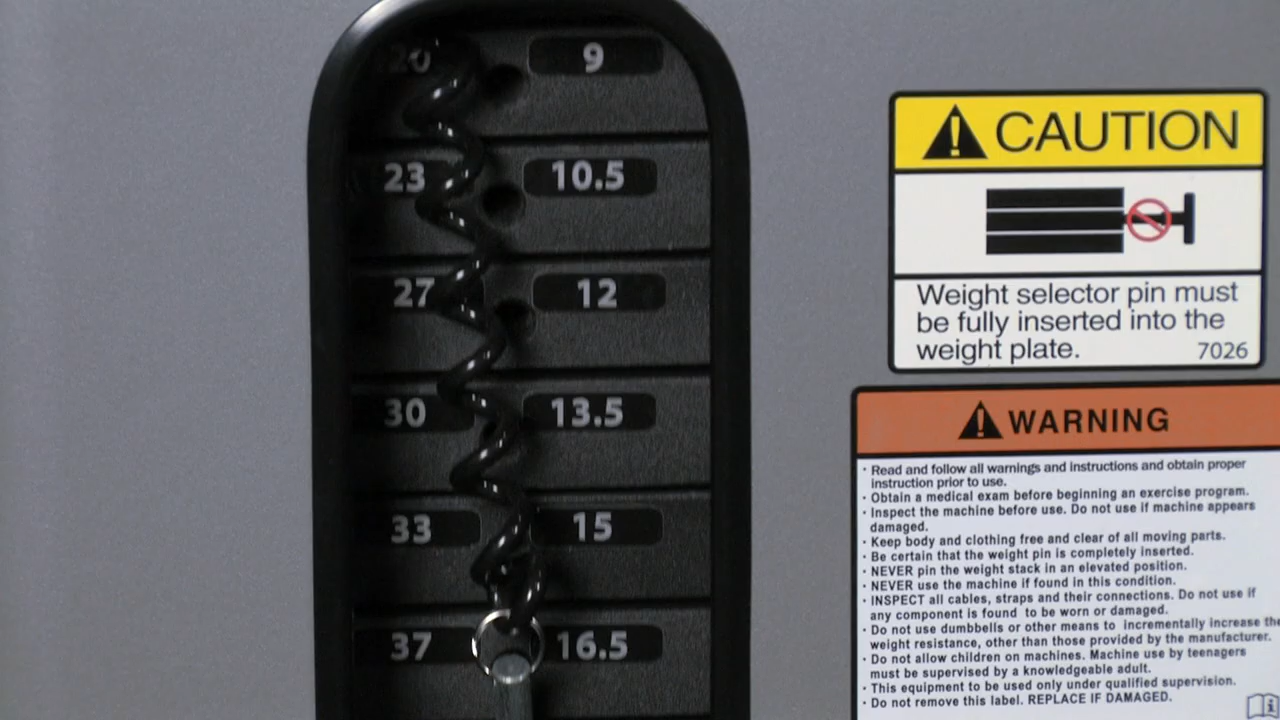 20 9
23 10.5
27 12
30 13.5
33 15
37 16.5
CAUTION
Weight selector pin must
be fully inserted into the
weight plate. 7026
WARNING
· Read and follow all warnings and instructions and obtain proper
instruction prior to use.
· Obtain a medical exam before beginning an exercise program.
· Inspect the machine before use. Do not use if machine appears
damaged.
· Keep body and clothing free and clear of all moving parts.
· Be certain that the weight pin is completely inserted.
· NEVER pin the weight stack in an elevated position.
· NEVER use the machine if found in this condition.
· INSPECT all cables, straps and their connections. Do not use if
any component is found to be worn or damaged.
· Do not use dumbbells or other means to incrementally increase the
weight resistance, other than those provided by the manufacturer.
· Do not allow children on machines. Machine use by teenagers
must be supervised by a knowledgeable adult.
· This equipment to be used only under qualified supervision.
· Do not remove this label. REPLACE IF DAMAGED.